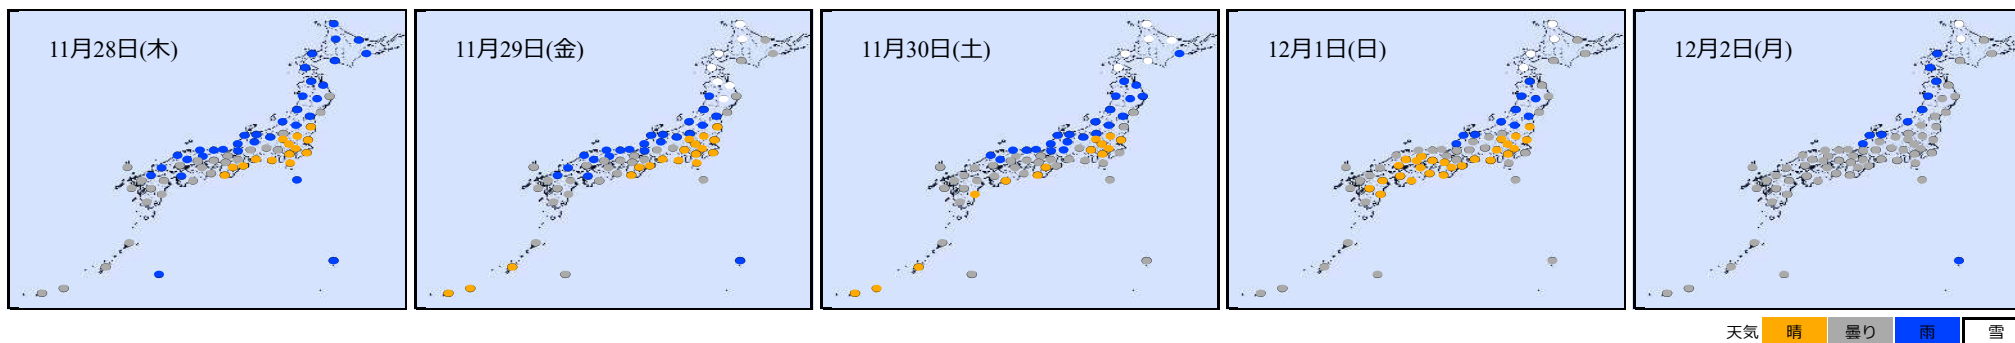 11月28日(木)
11月29日(金)
11月30日(土)
12月1日(日)
12月2日(月)
天気 晴 曇り 雨 雪